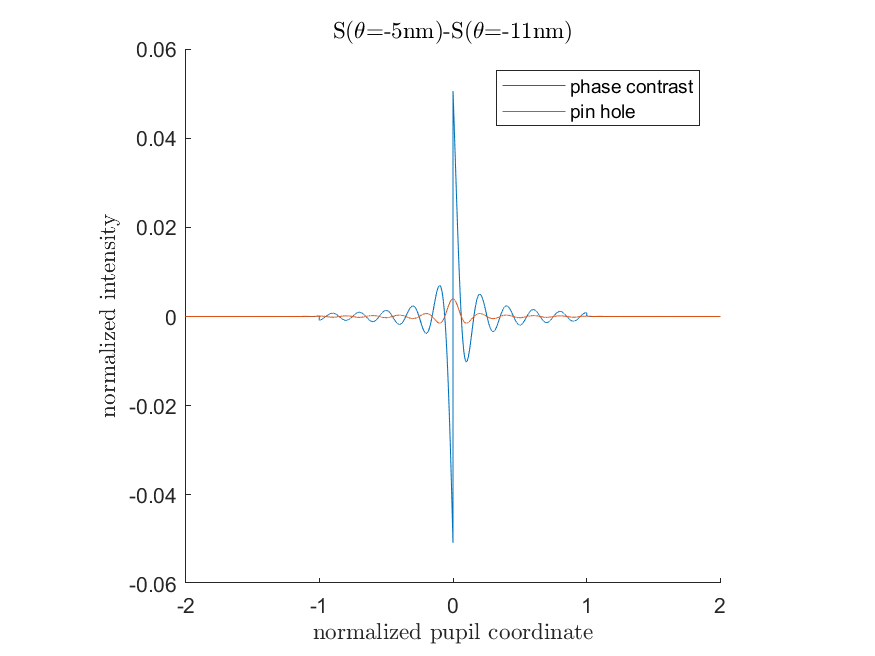 S(θ=-5nm)-S(θ=-11nm)
0.06
phase contrast
pin hole
0.04
0.02
0
-0.02
-0.04
-0.06
normalized intensity
-2 -1 0 1 2
normalized pupil coordinate